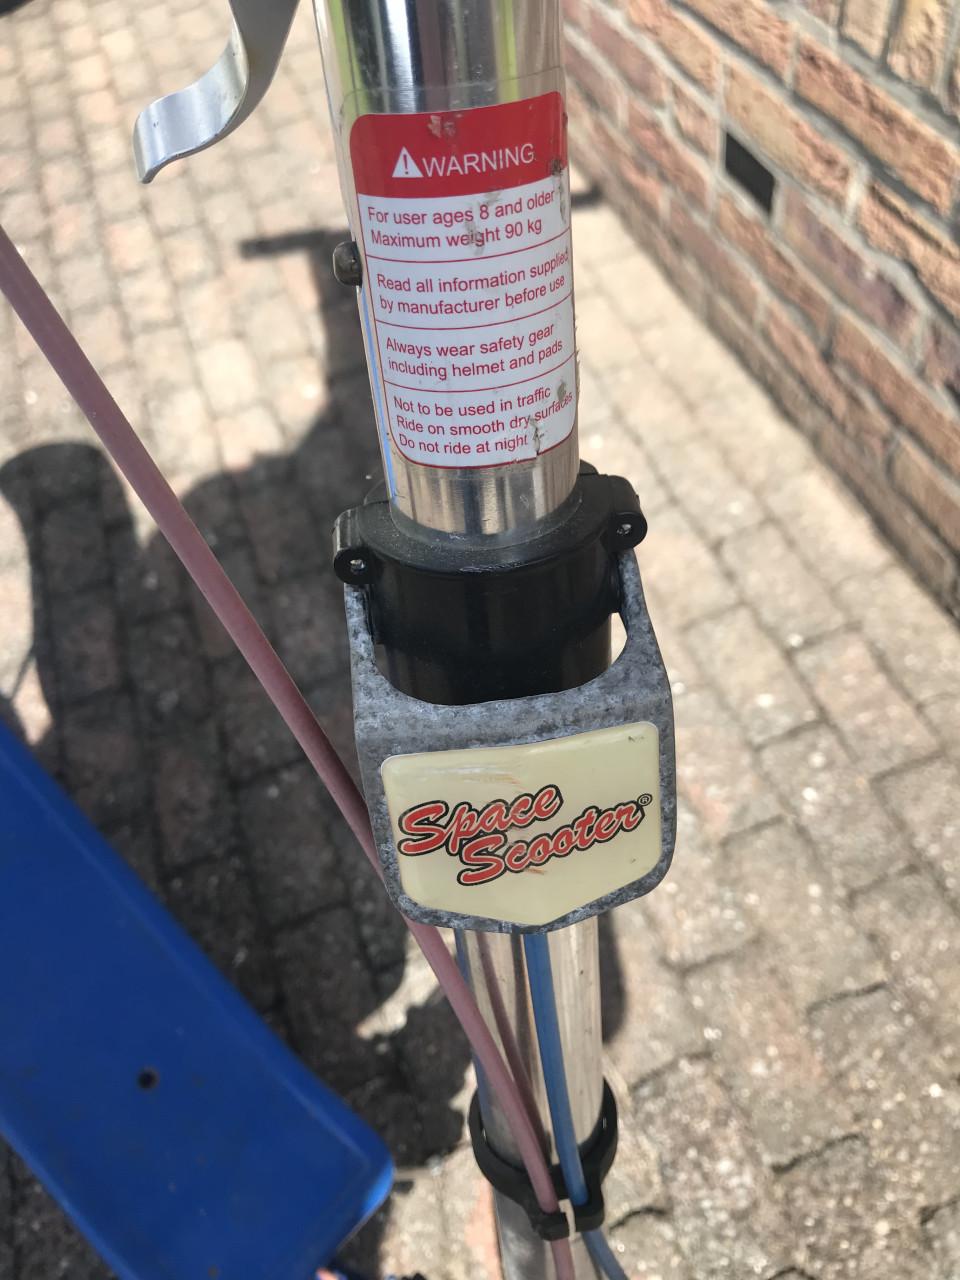 WARNING
For user ages 8 and older
Maximum weight 90 kg
Read all information supplied
by manufacturer before use
Always wear safety gear
including helmet and pads
Not to be used in traffic
Ride on smooth dry surfaces
Do not ride at night
Space
Scooter®